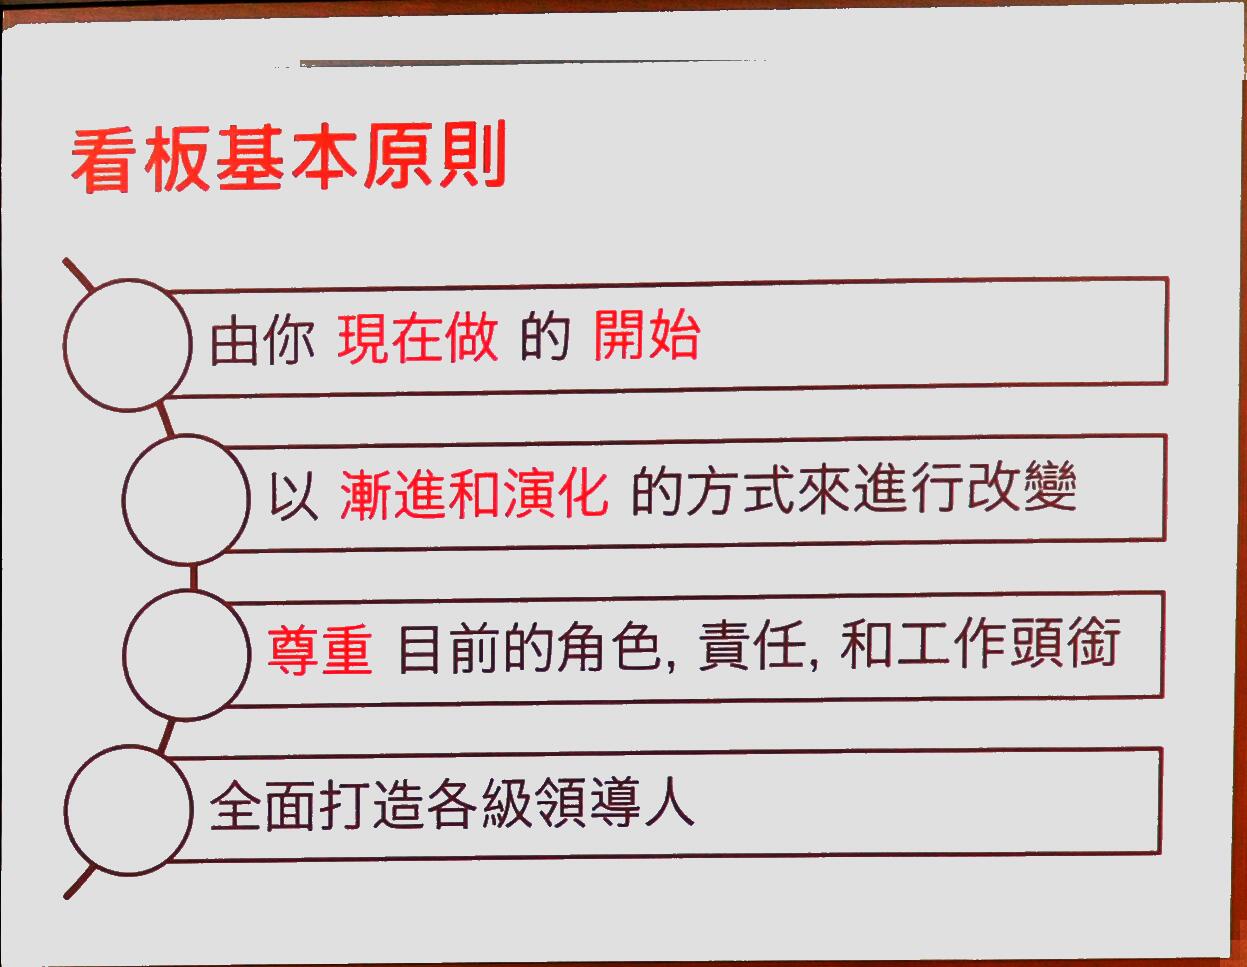 看板基本原則
由你 現在做 的 開始
以 漸進和演化 的方式來進行改變
尊重 目前的角色, 責任, 和工作頭銜
全面打造各級領導人